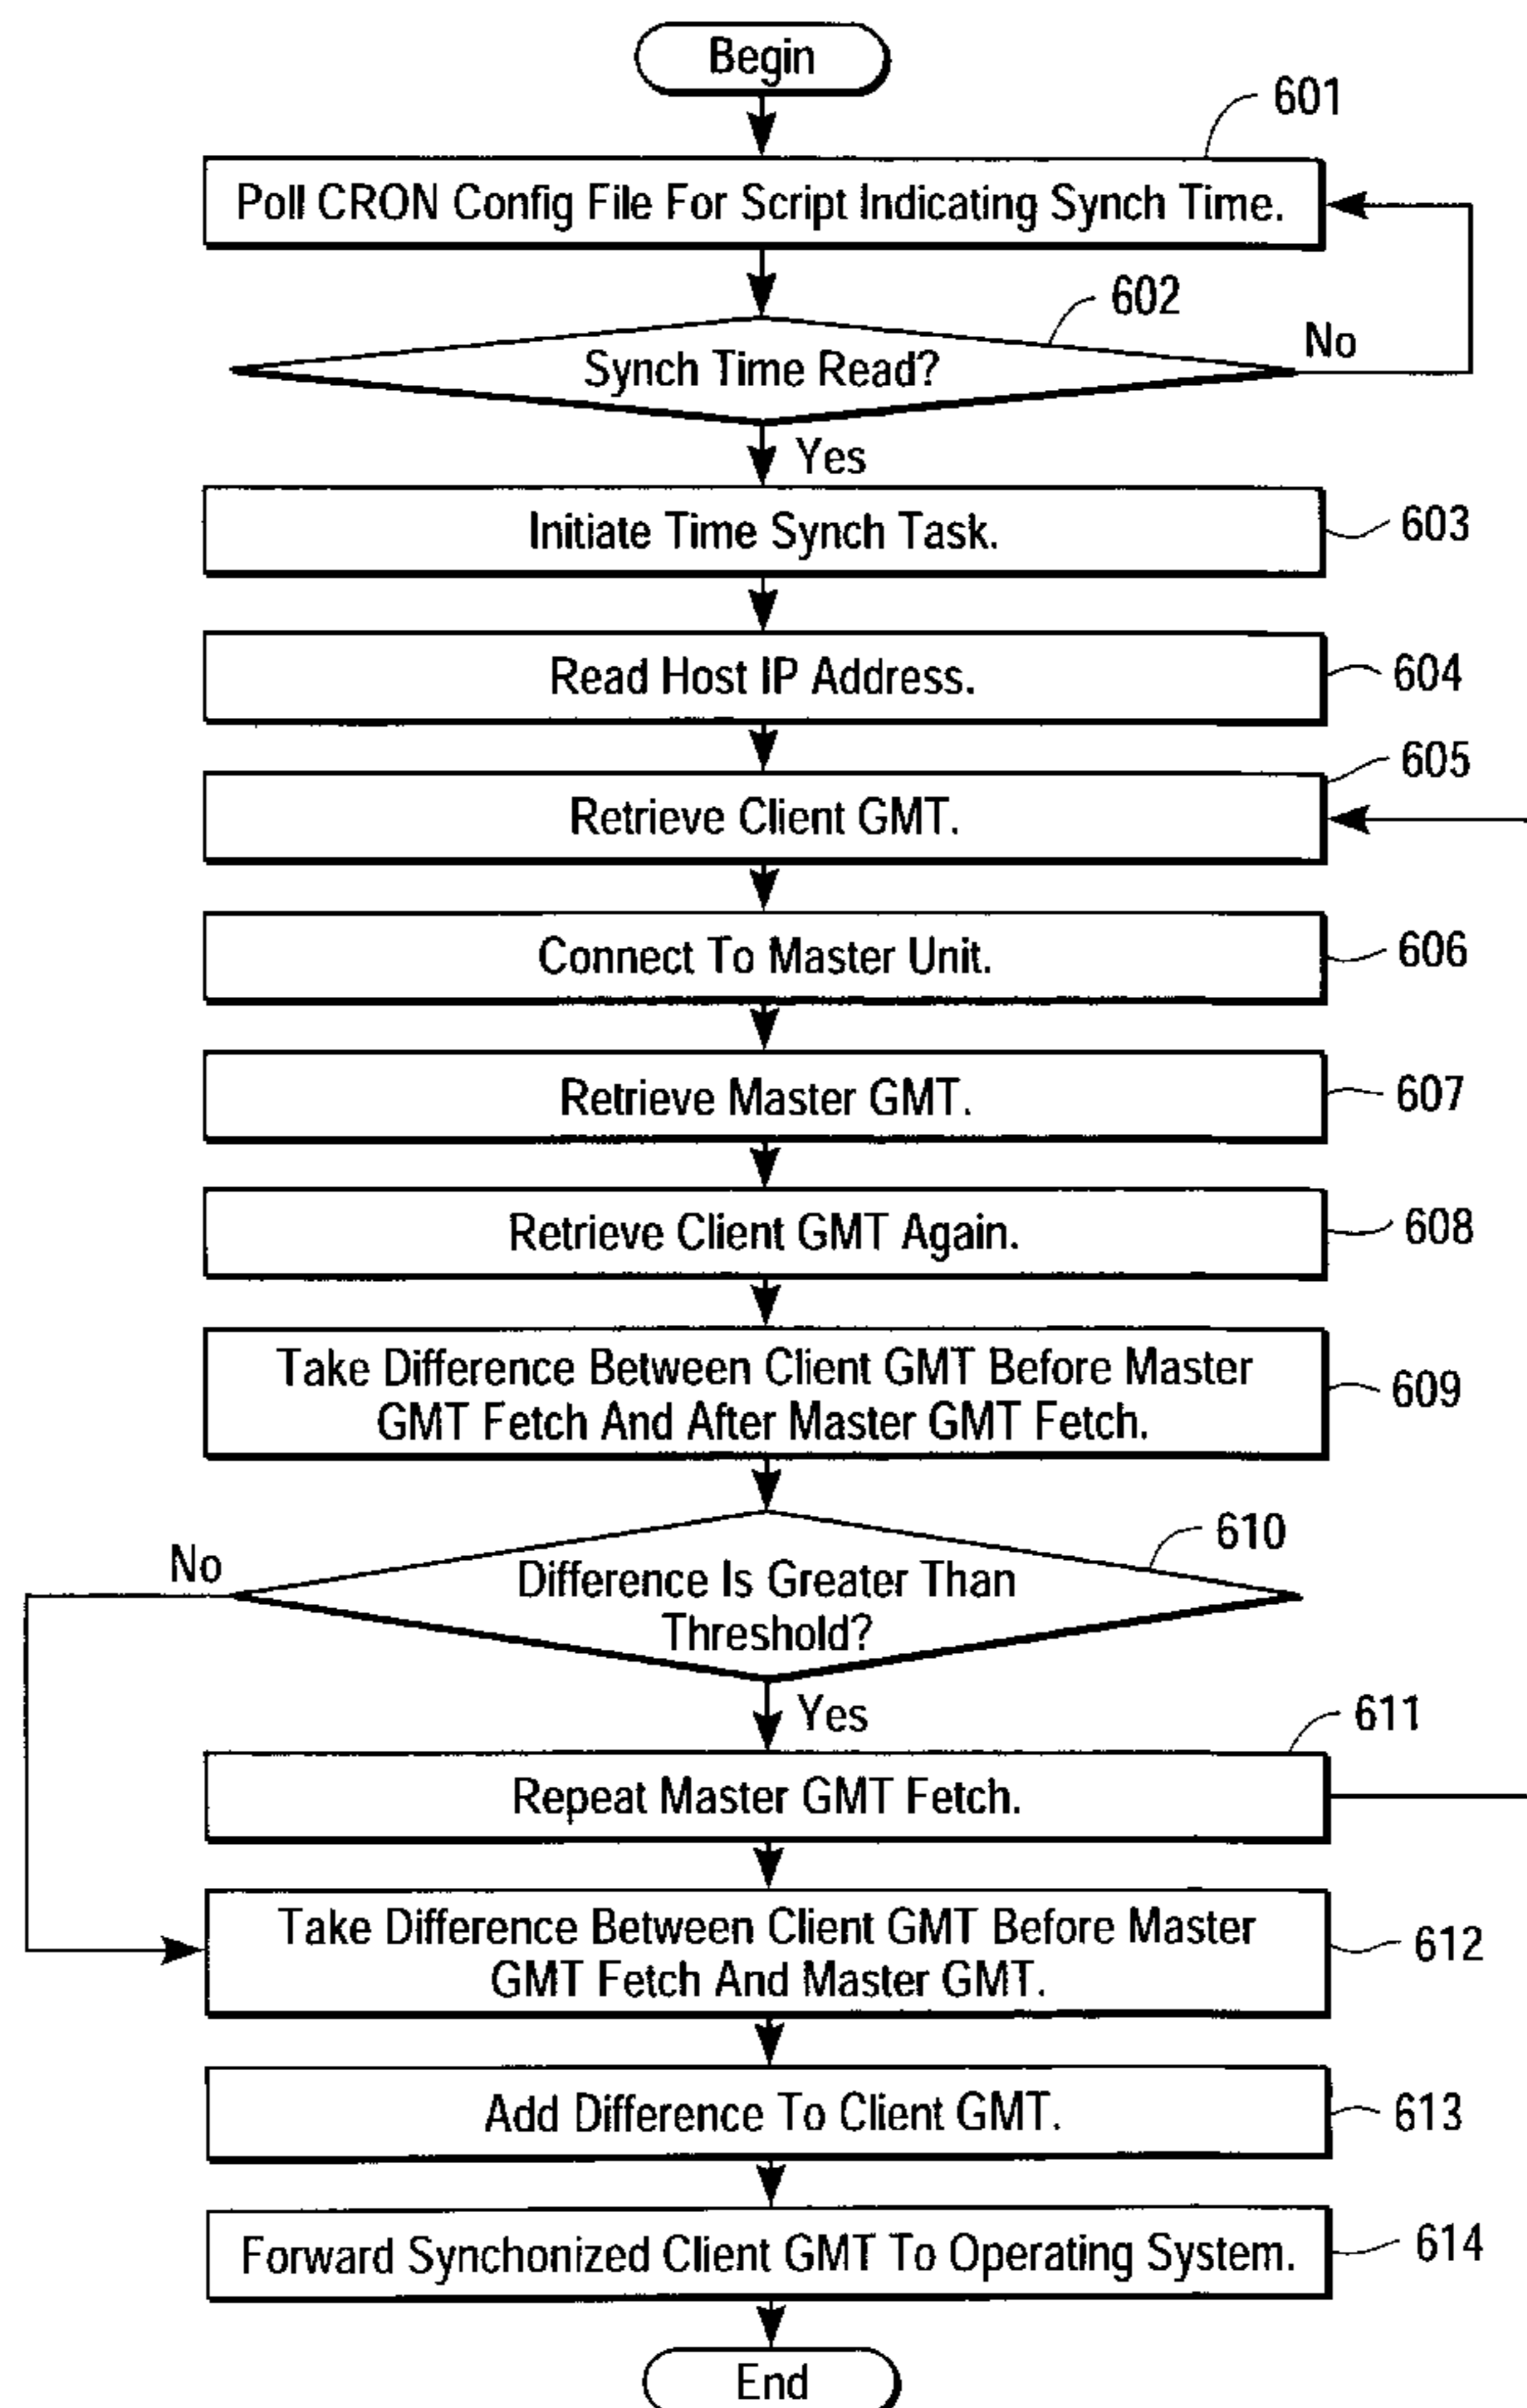 Begin
601
Poll CRON Config File For Script Indicating Synch Time.
602
Synch Time Read?
No
Yes
Initiate Time Synch Task.
603
Read Host IP Address.
604
605
Retrieve Client GMT.
Connect To Master Unit.
606
Retrieve Master GMT.
607
Retrieve Client GMT Again.
608
Take Difference Between Client GMT Before Master
GMT Fetch And After Master GMT Fetch.
609
610
No
Difference Is Greater Than
Threshold?
Yes
611
Repeat Master GMT Fetch.
Take Difference Between Client GMT Before Master
GMT Fetch And Master GMT.
612
Add Difference To Client GMT.
613
Forward Synchonized Client GMT To Operating System.
614
End